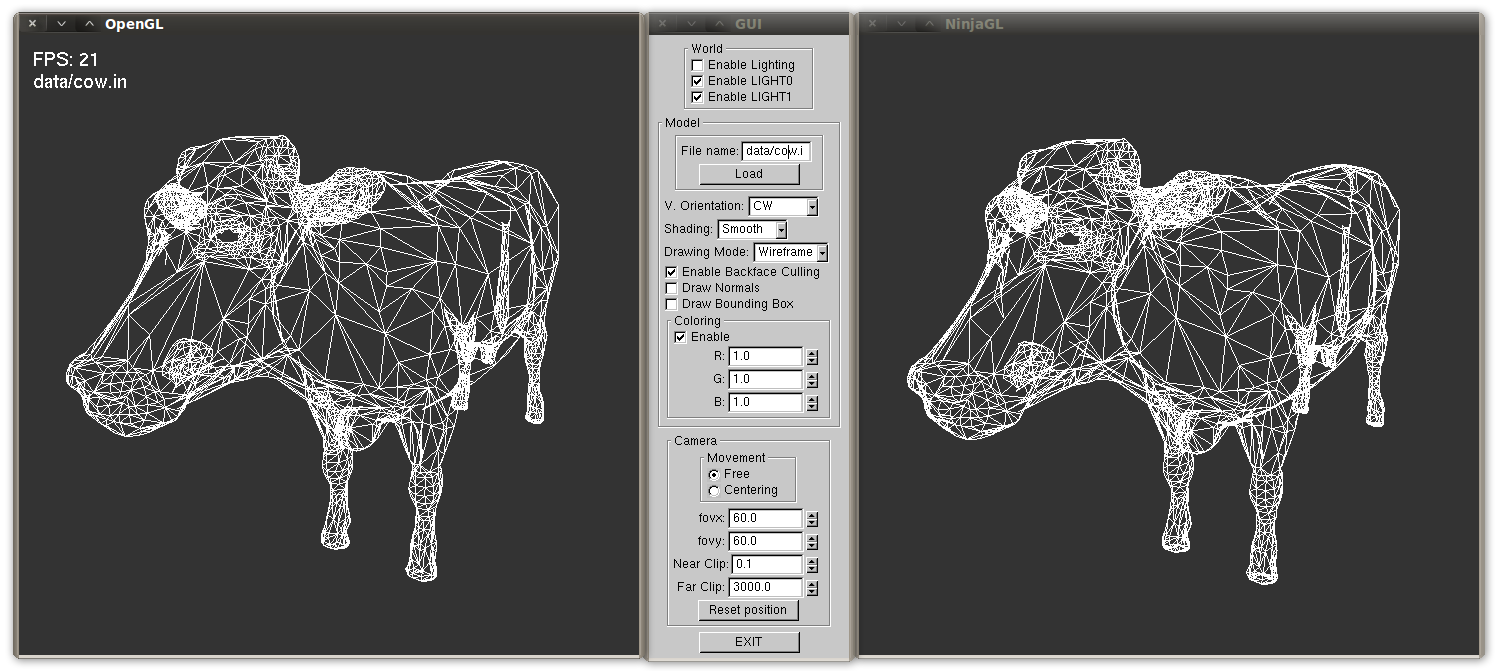 OpenGL
FPS: 21
data/cow.in
GUI
World
Enable Lighting
Enable LIGHT0
Enable LIGHT1
Model
File name: data/cow.i
Load
V. Orientation: CW
Shading: Smooth
Drawing Mode: Wireframe
Enable Backface Culling
Draw Normals
Draw Bounding Box
Coloring
Enable
R: 1.0
G: 1.0
B: 1.0
Camera
Movement
Free
Centering
fovx: 60.0
fovy: 60.0
Near Clip: 0.1
Far Clip: 3000.0
Reset position
EXIT
NinjaGL